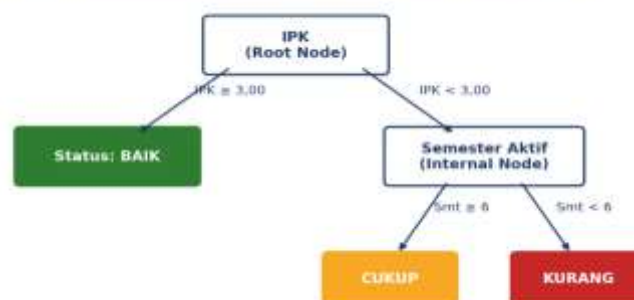 IPK
(Root Node)
IPK ≥ 3,00
IPK < 3,00
Status: BAIK
Semester Aktif
(Internal Node)
Smt ≥ 6
Smt < 6
CUKUP
KURANG